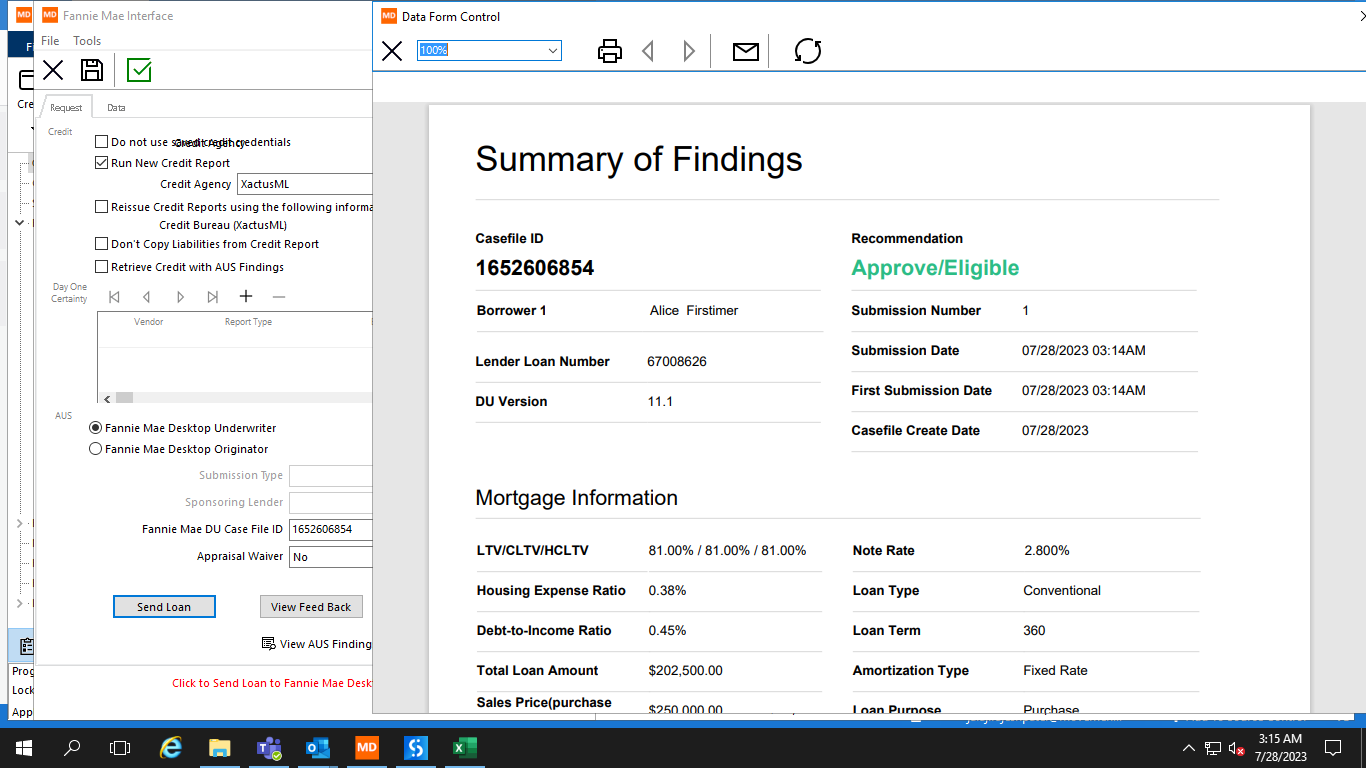 MD
MD Fannie Mae Interface
File Tools
Cre
Request Data
Credit
Do not use saved credit credentials
Credit Agency
Run New Credit Report
Credit Agency XactusML
Reissue Credit Reports using the following informa
Credit Bureau (XactusML)
Don't Copy Liabilities from Credit Report
Retrieve Credit with AUS Findings
Day One
Certainty
Vendor Report Type
AUS
Fannie Mae Desktop Underwriter
Fannie Mae Desktop Originator
Submission Type
Sponsoring Lender
Fannie Mae DU Case File ID 1652606854
Appraisal Waiver No
Send Loan View Feed Back
View AUS Finding
Click to Send Loan to Fannie Mae Desk
Prog
Lock
App
MD Data Form Control
100%
Summary of Findings
Casefile ID
1652606854
Recommendation
Approve/Eligible
Borrower 1 Alice Firstimer
Submission Number 1
Lender Loan Number 67008626
Submission Date 07/28/2023 03:14AM
DU Version 11.1
First Submission Date 07/28/2023 03:14AM
Casefile Create Date 07/28/2023
Mortgage Information
LTV/CLTV/HCLTV 81.00% / 81.00% / 81.00% Note Rate 2.800%
Housing Expense Ratio 0.38% Loan Type Conventional
Debt-to-Income Ratio 0.45% Loan Term 360
Total Loan Amount $202,500.00 Amortization Type Fixed Rate
Sales Price(purchase $250,000.00 Loan Purpose Purchase
MD
3:15 AM
7/28/2023